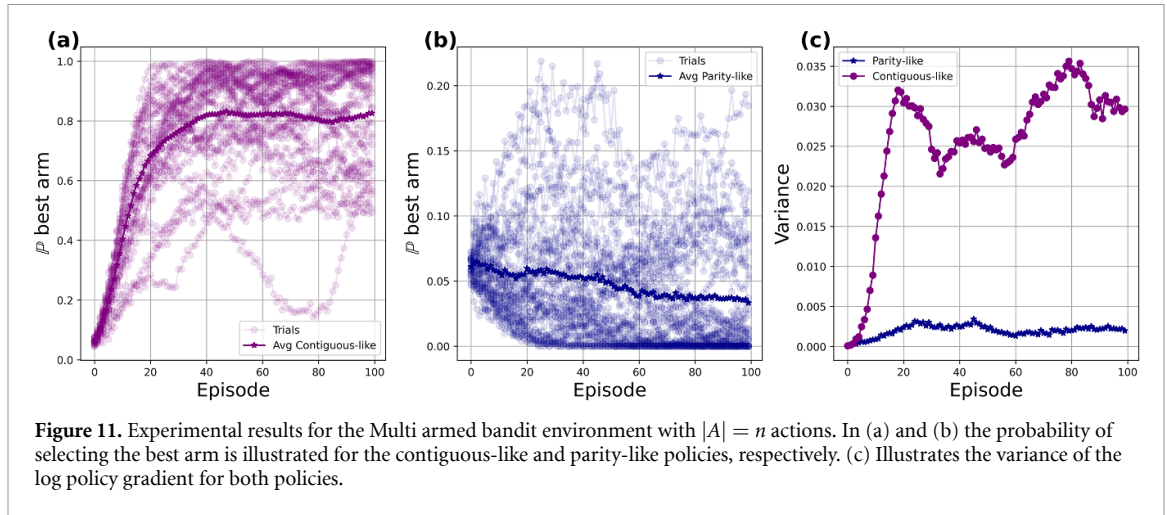 (a)
1.0
0.8
0.6
0.4
0.2
0.0
ℙ best arm
0 20 40 60 80 100
Episode
Trials
Avg Contiguous-like
(b)
0.20
0.15
0.10
0.05
0.00
ℙ best arm
0 20 40 60 80 100
Episode
Trials
Avg Parity-like
(c)
0.035
0.030
0.025
0.020
0.015
0.010
0.005
0.000
Variance
0 20 40 60 80 100
Episode
Parity-like
Contiguous-like
Figure 11. Experimental results for the Multi armed bandit environment with |A| = n actions. In (a) and (b) the probability of
selecting the best arm is illustrated for the contiguous-like and parity-like policies, respectively. (c) Illustrates the variance of the
log policy gradient for both policies.